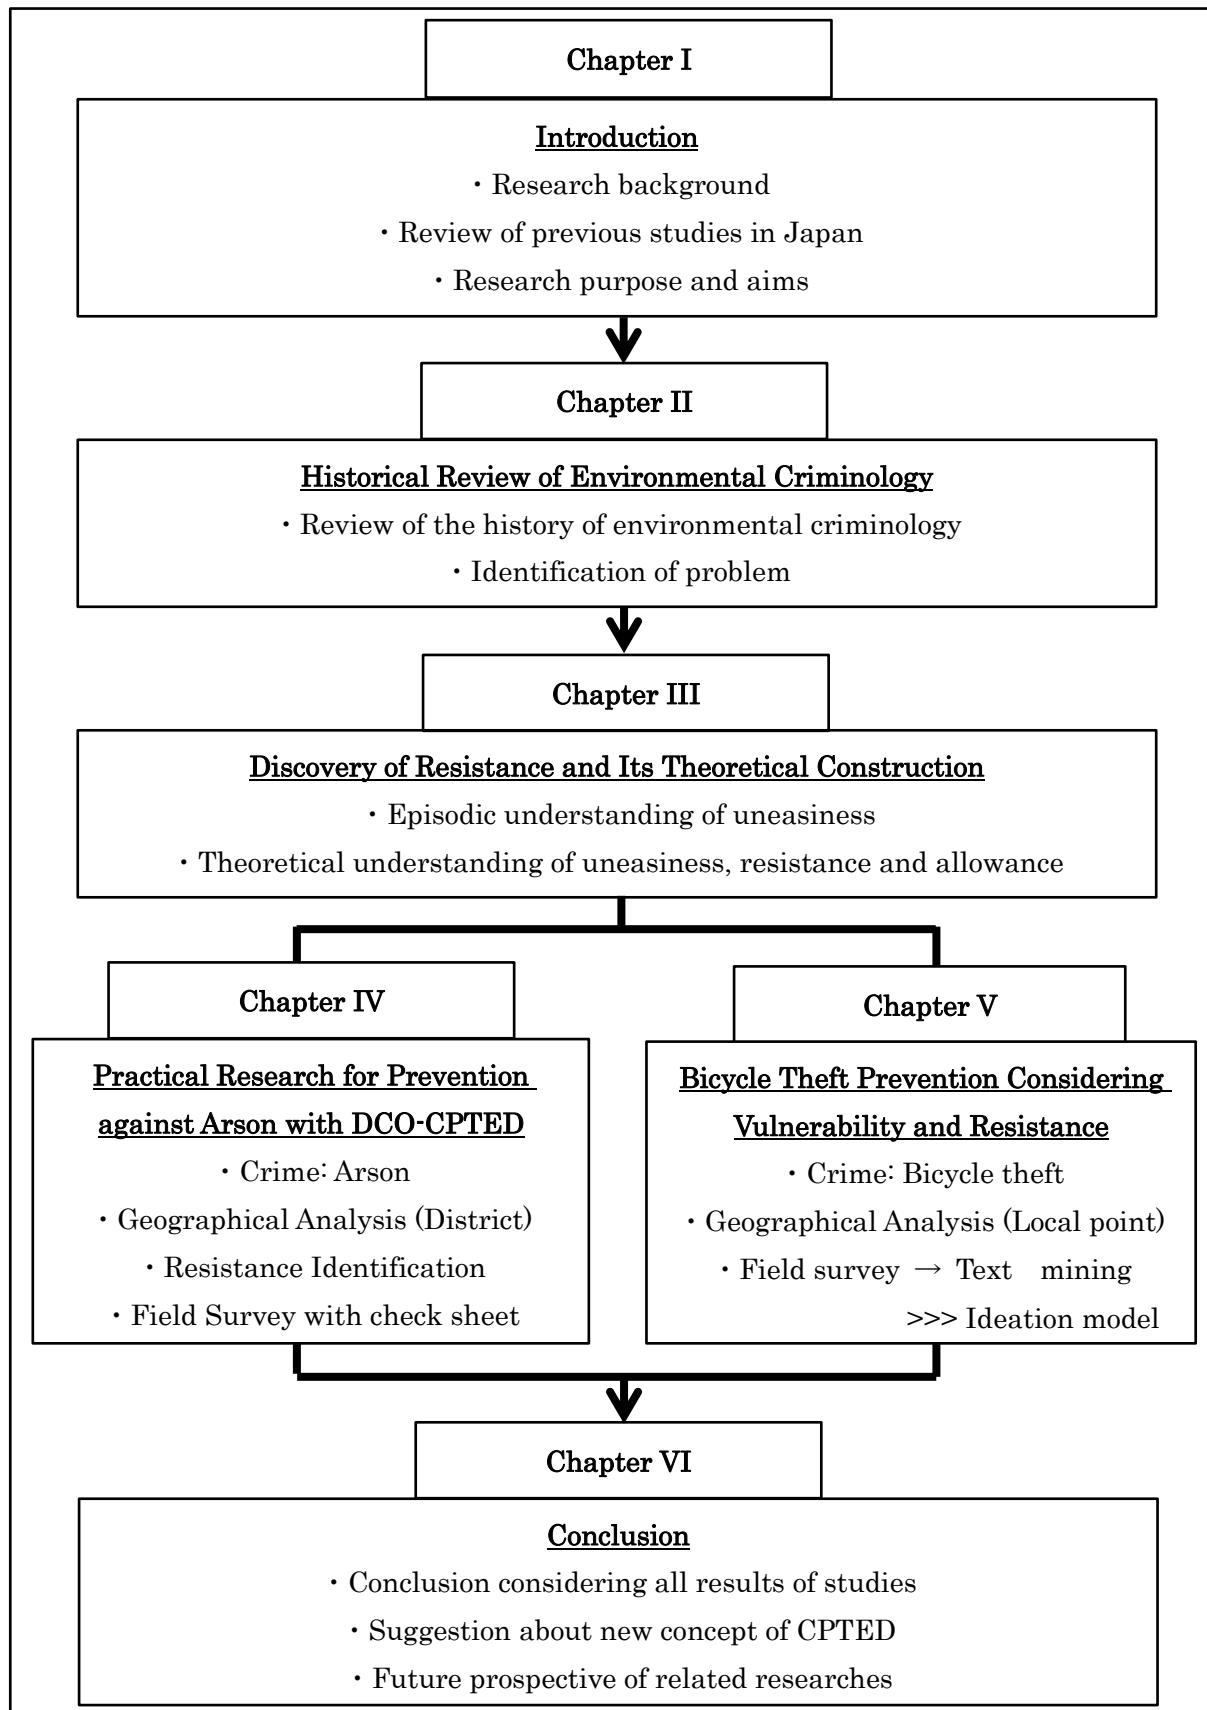 Chapter I
Introduction
・Research background
・Review of previous studies in Japan
・Research purpose and aims
Chapter II
Historical Review of Environmental Criminology
・Review of the history of environmental criminology
・Identification of problem
Chapter III
Discovery of Resistance and Its Theoretical Construction
・Episodic understanding of uneasiness
・Theoretical understanding of uneasiness, resistance and allowance
Chapter IV
Practical Research for Prevention
against Arson with DCO-CPTED
・Crime: Arson
・Geographical Analysis (District)
・Resistance Identification
・Field Survey with check sheet
Chapter V
Bicycle Theft Prevention Considering
Vulnerability and Resistance
・Crime: Bicycle theft
・Geographical Analysis (Local point)
・Field survey → Text　mining
>>> Ideation model
Chapter VI
Conclusion
・Conclusion considering all results of studies
・Suggestion about new concept of CPTED
・Future prospective of related researches